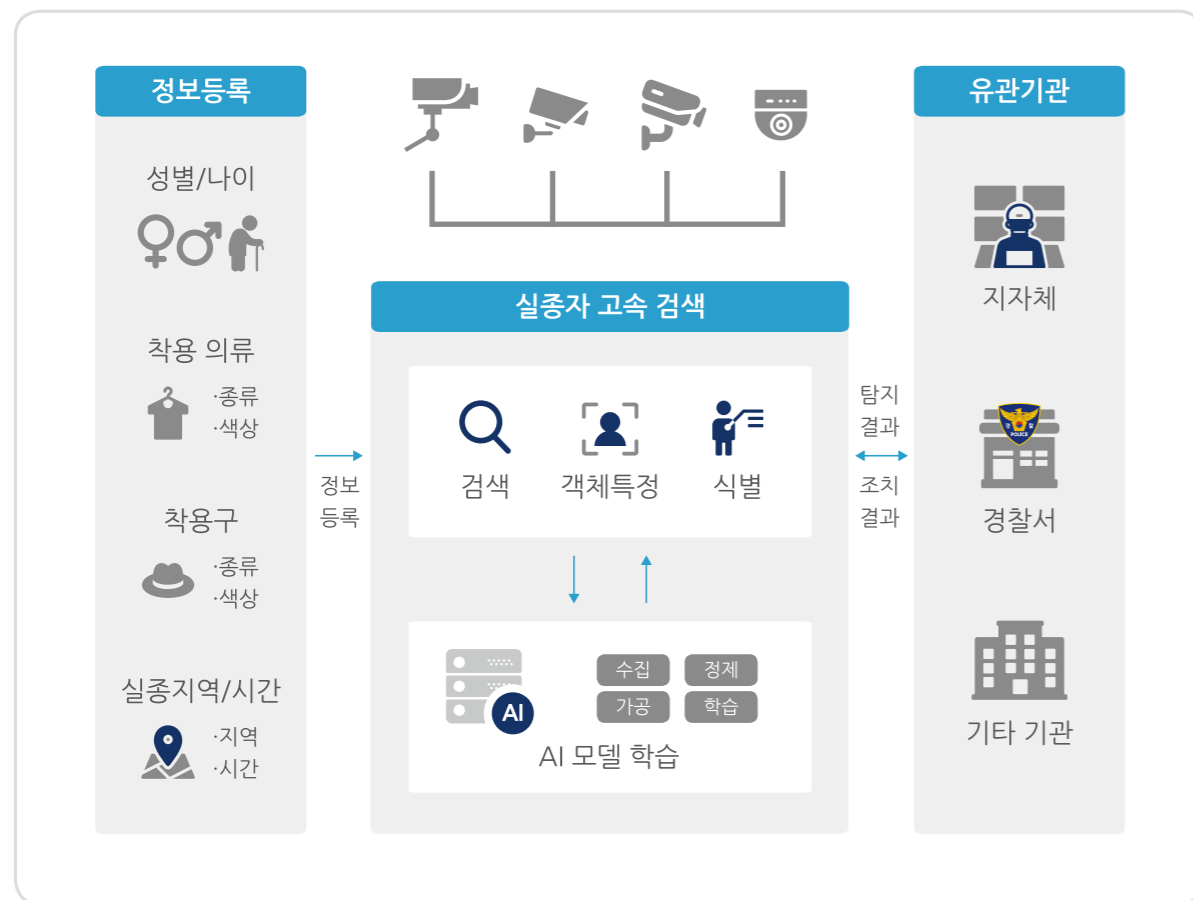 정보등록
성별/나이
착용 의류
·종류
·색상
착용구
·종류
·색상
실종지역/시간
·지역
·시간
정보
등록
실종자 고속 검색
검색
객체특정
식별
AI
수집
정제
가공
학습
AI 모델 학습
탐지
결과
조치
결과
유관기관
지자체
POLICE
경찰서
기타 기관